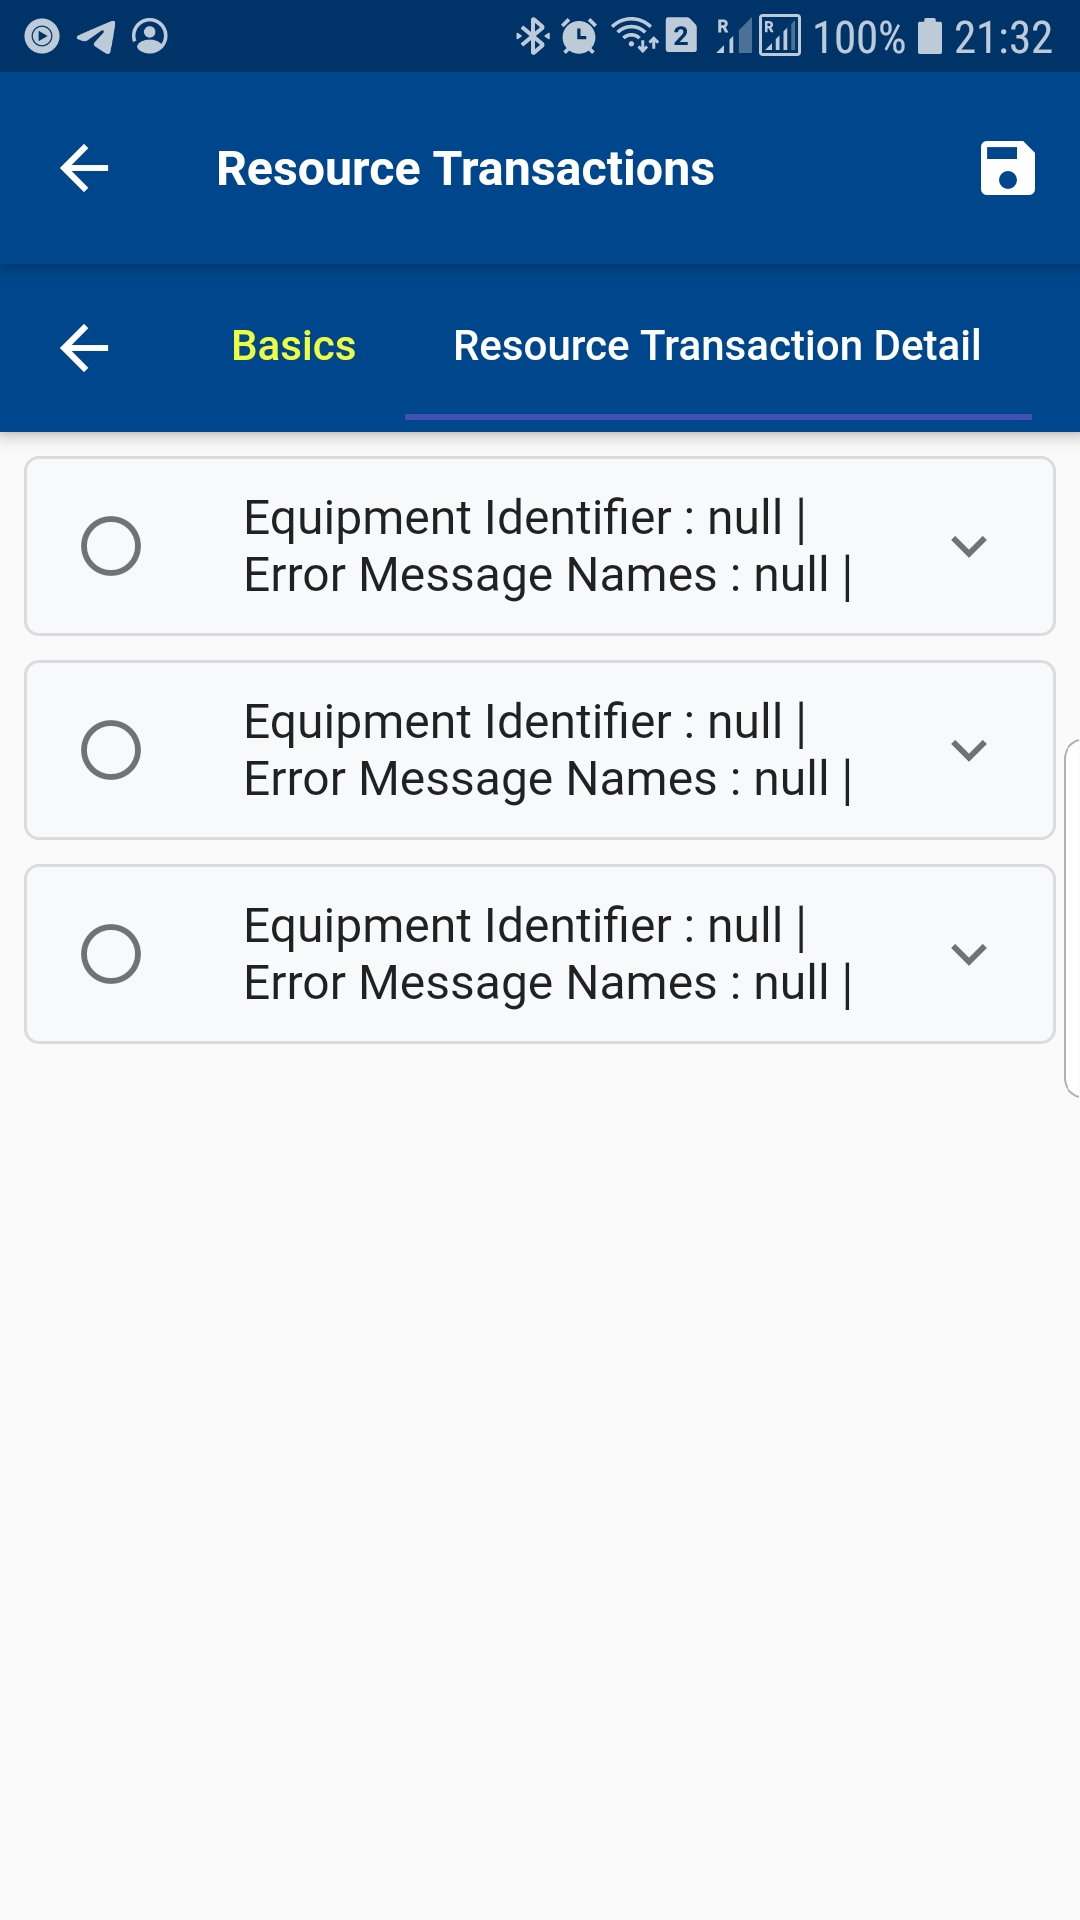 2 R R 100% 21:32
Resource Transactions
Basics Resource Transaction Detail
Equipment Identifier : null |
Error Message Names : null |
Equipment Identifier : null |
Error Message Names : null |
Equipment Identifier : null |
Error Message Names : null |